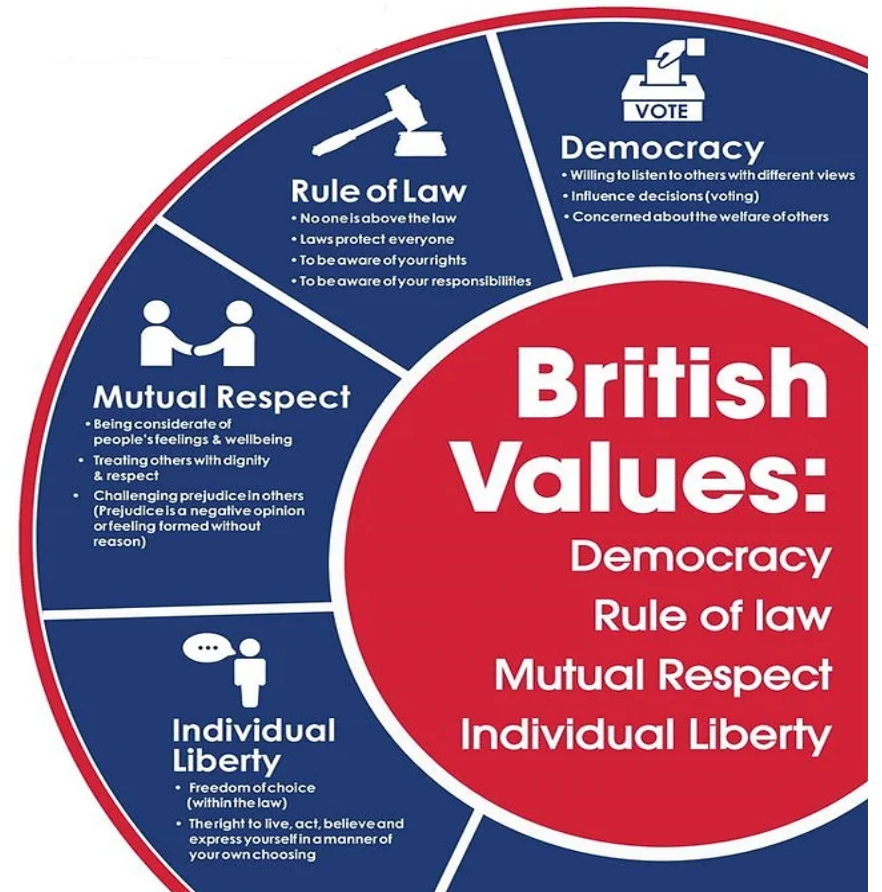 VOTE
Democracy
• Willing to listen to others with different views
• Influence decisions (voting)
• Concerned about the welfare of others
Rule of Law
• No one is above the law
• Laws protect everyone
• To be aware of your rights
• To be aware of your responsibilities
Mutual Respect
• Being considerate of
people's feelings & wellbeing
• Treating others with dignity
& respect
• Challenging prejudice in others
(Prejudice is a negative opinion
or feeling formed without
reason)
Individual
Liberty
• Freedom of choice
(within the law)
• The right to live, act, believe and
express yourself in a manner of
your own choosing
British
Values:
Democracy
Rule of law
Mutual Respect
Individual Liberty